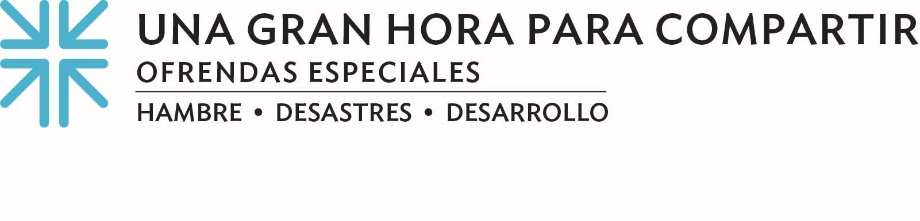 UNA GRAN HORA PARA COMPARTIR
OFRENDAS ESPECIALES
HAMBRE • DESASTRES • DESARROLLO